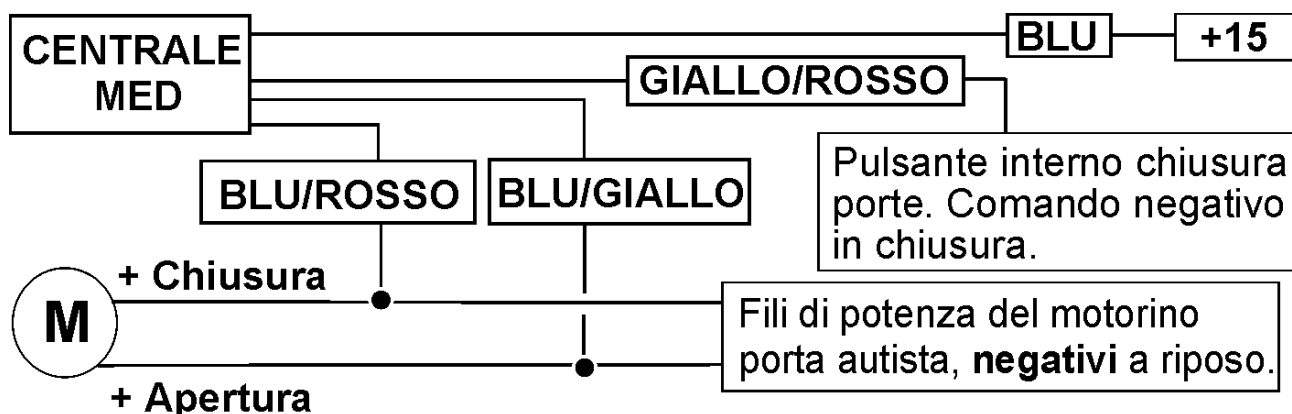 CENTRALE
MED
BLU
+15
GIALLO/ROSSO
Pulsante interno chiusura
porte. Comando negativo
in chiusura.
BLU/ROSSO
BLU/GIALLO
+ Chiusura
M
Fili di potenza del motorino
porta autista, negativi a riposo.
+ Apertura